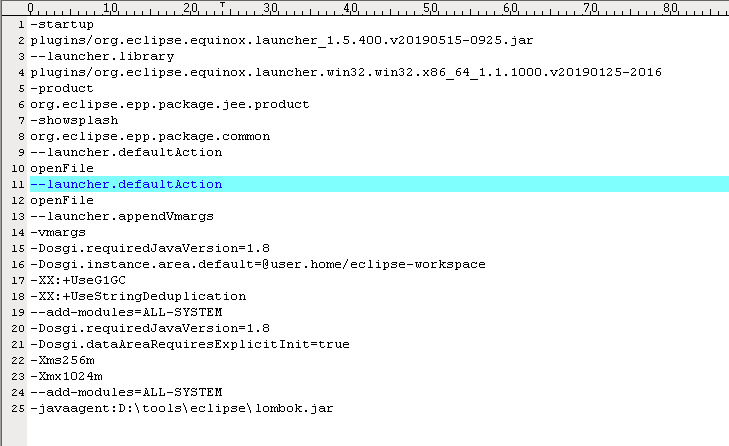 0 10 20 30 40 50 60 70 80
1 -startup
2 plugins/org.eclipse.equinox.launcher_1.5.400.v20190515-0925.jar
3 --launcher.library
4 plugins/org.eclipse.equinox.launcher.win32.win32.x86_64_1.1.1000.v20190125-2016
5 -product
6 org.eclipse.epp.package.jee.product
7 -showsplash
8 org.eclipse.epp.package.common
9 --launcher.defaultAction
10 openFile
11 --launcher.defaultAction
12 openFile
13 --launcher.appendVmargs
14 -vmargs
15 -Dosgi.requiredJavaVersion=1.8
16 -Dosgi.instance.area.default=@user.home/eclipse-workspace
17 -XX:+UseG1GC
18 -XX:+UseStringDeduplication
19 --add-modules=ALL-SYSTEM
20 -Dosgi.requiredJavaVersion=1.8
21 -Dosgi.dataAreaRequiresExplicitInit=true
22 -Xms256m
23 -Xmx1024m
24 --add-modules=ALL-SYSTEM
25 -javaagent:D:\tools\eclipse\lombok.jar